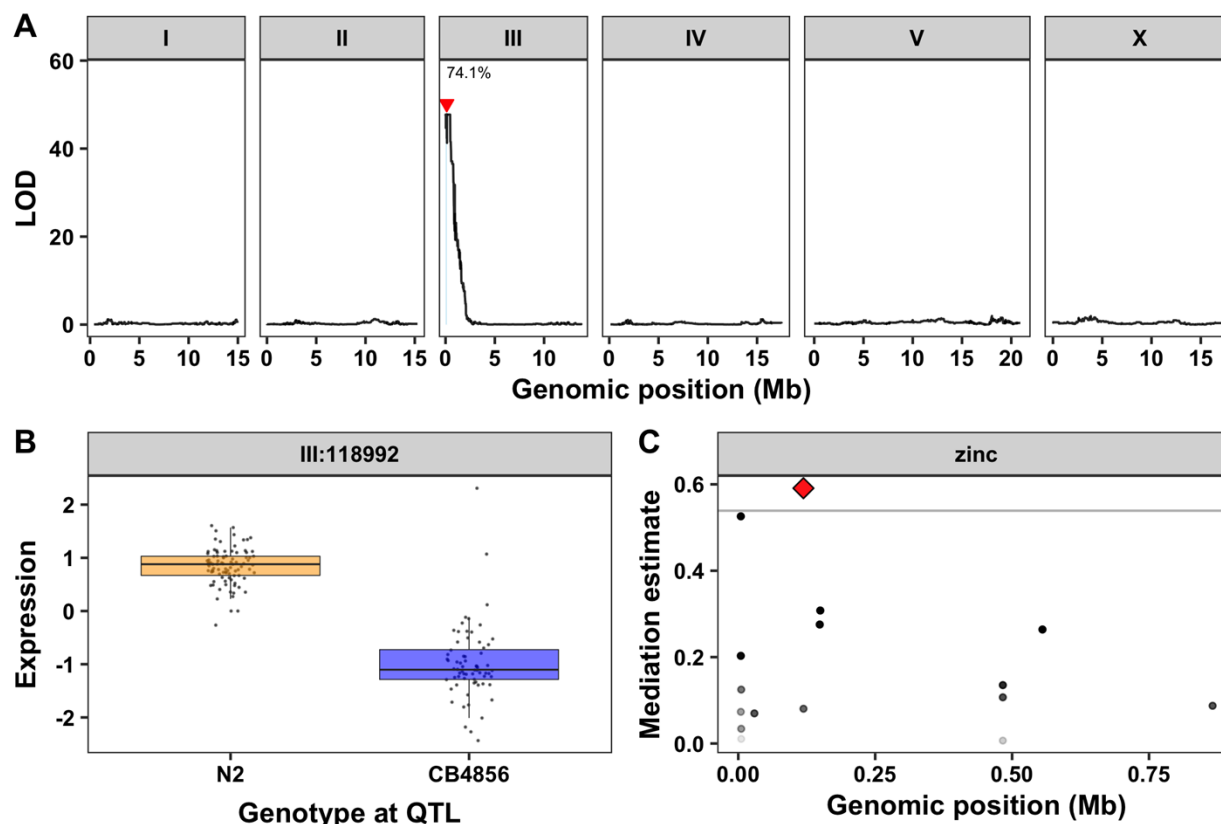 A
I II III IV V X
74.1%
LOD
60
40
20
0
0 5 10 15 0 5 10 15 0 5 10 0 5 10 15 0 5 10 15 20 0 5 10 15
Genomic position (Mb)
B
III:118992
Expression
2
1
0
-1
-2
N2 CB4856
Genotype at QTL
C
zinc
Mediation estimate
0.6
0.4
0.2
0.0
0.00 0.25 0.50 0.75
Genomic position (Mb)